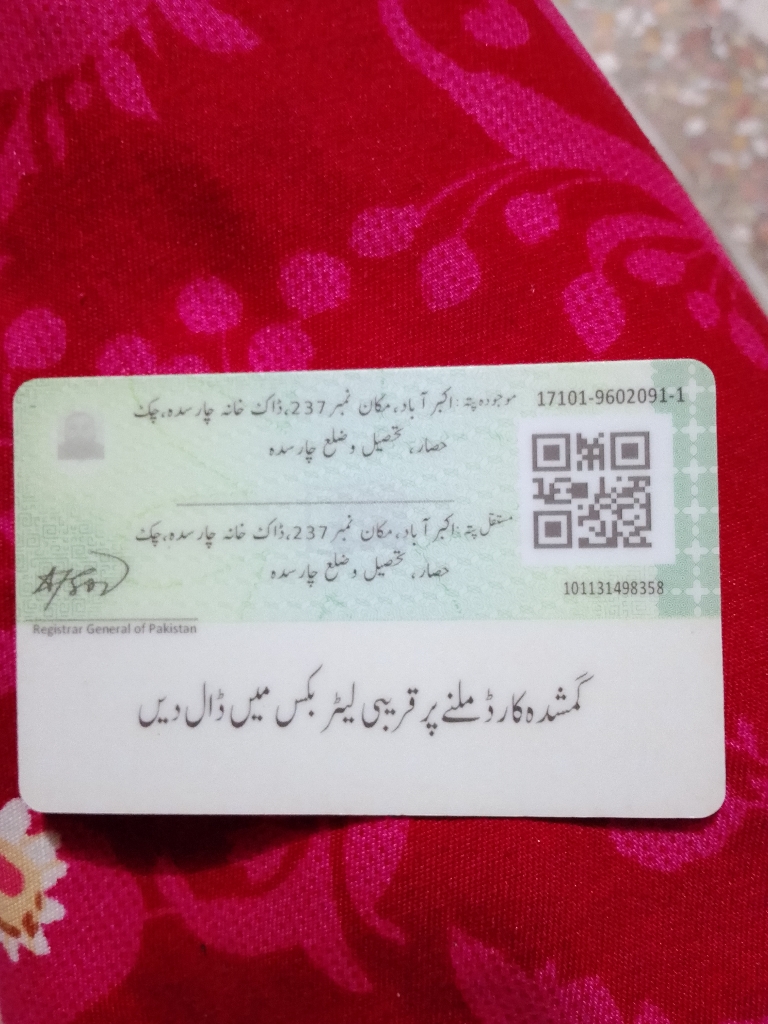 17101-9602091-1
موجودہ پتہ: اکبر آباد، مکان نمبر 237، ڈاک خانہ چارسدہ، چک
حصار، تحصیل و ضلع چارسدہ
مستقل پتہ: اکبر آباد، مکان نمبر 237، ڈاک خانہ چارسدہ، چک
حصار، تحصیل و ضلع چارسدہ
101131498358
Registrar General of Pakistan
گمشدہ کارڈ ملنے پر قریبی لیٹر بکس میں ڈال دیں